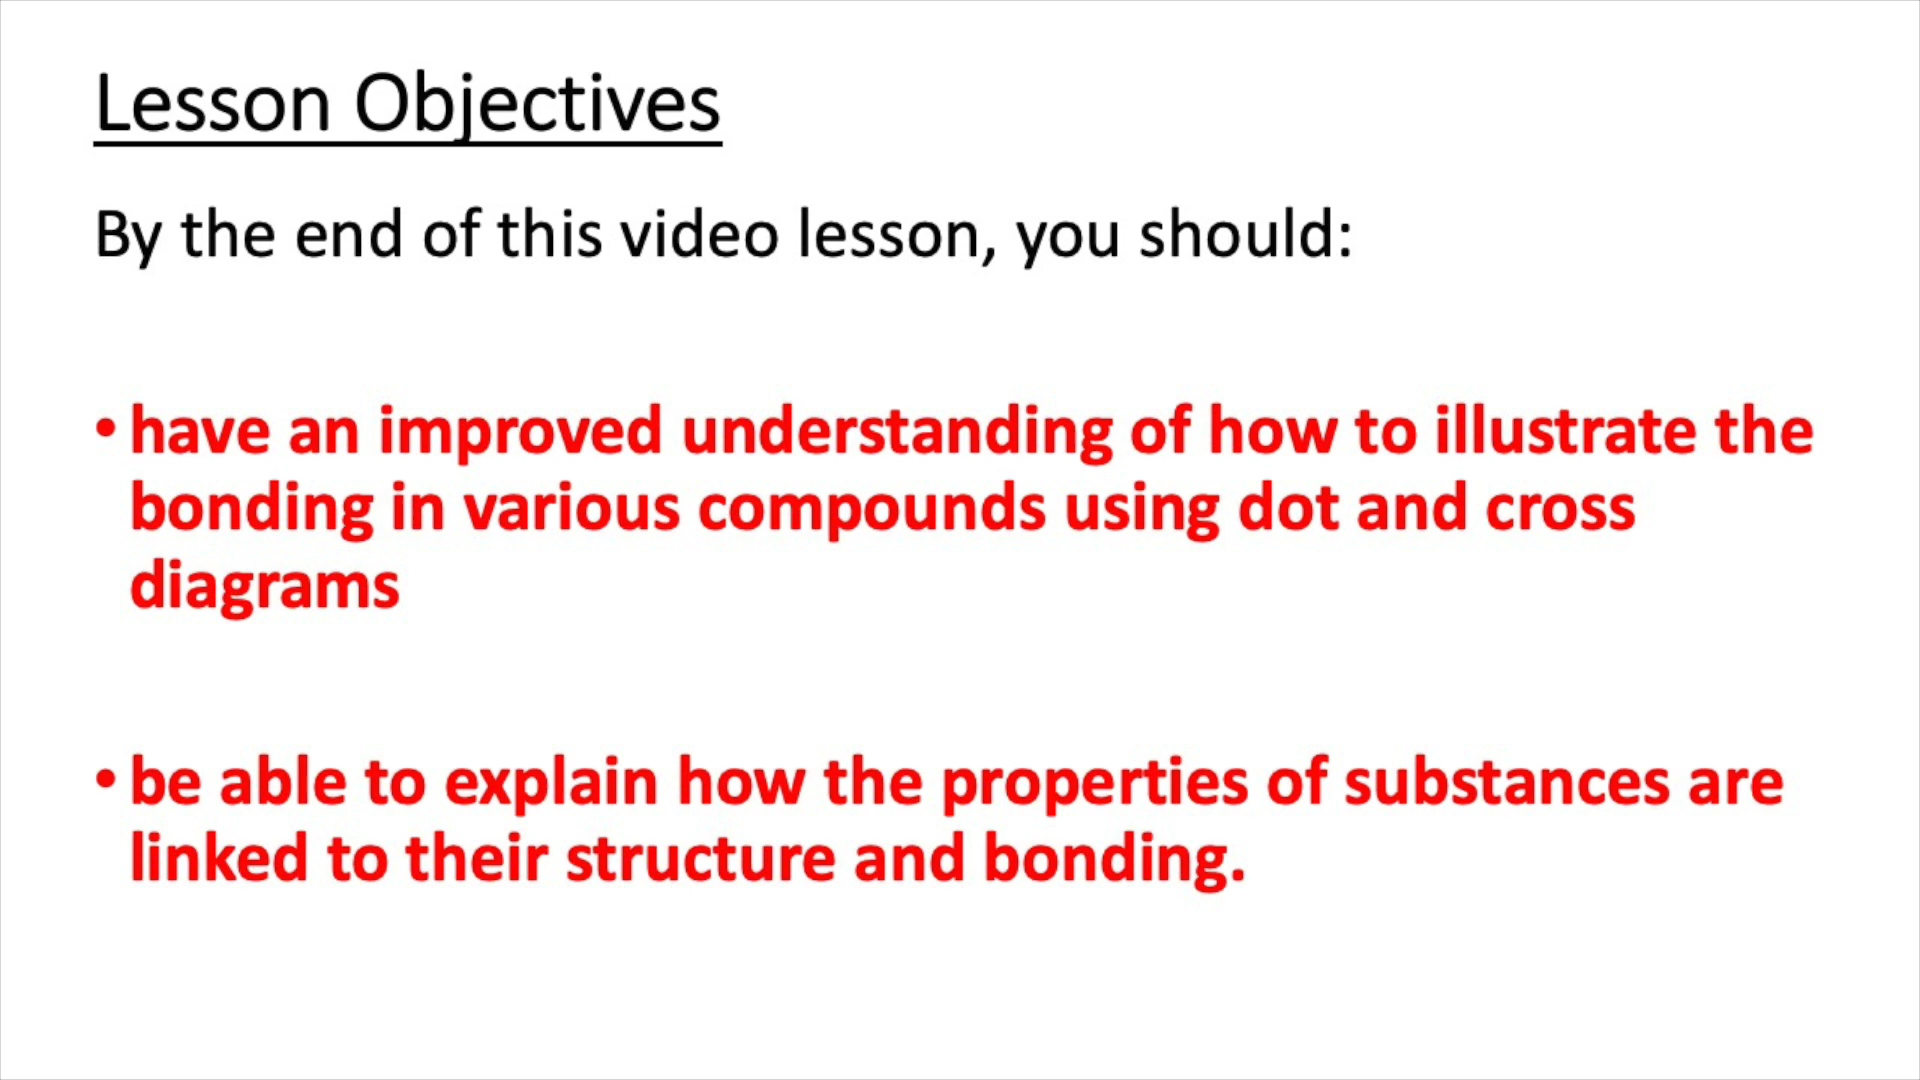 Lesson Objectives
By the end of this video lesson, you should:
• have an improved understanding of how to illustrate the
bonding in various compounds using dot and cross
diagrams
• be able to explain how the properties of substances are
linked to their structure and bonding.